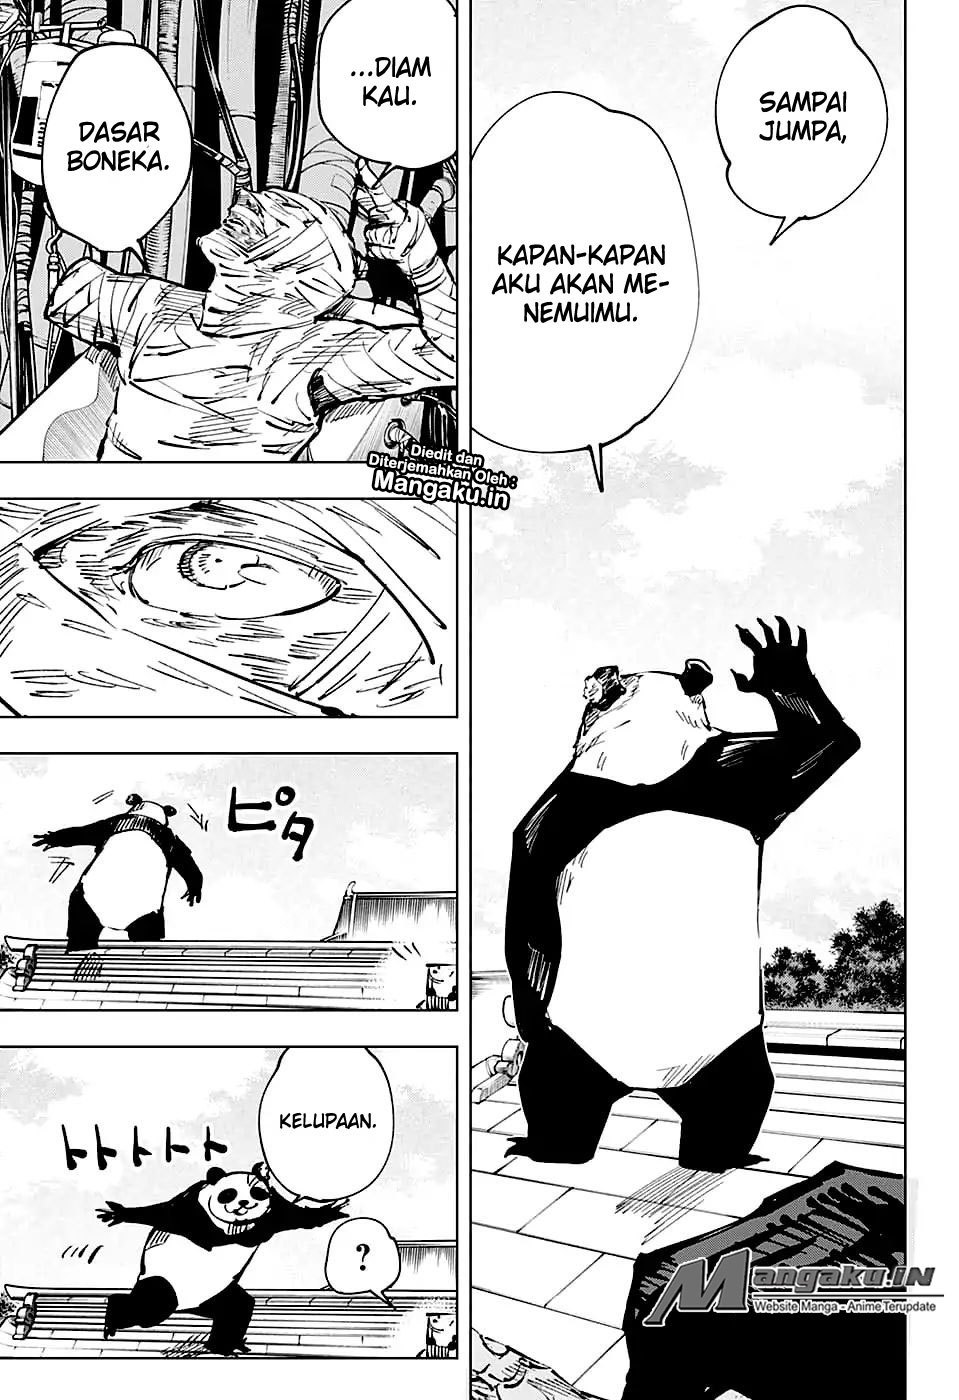 SAMPAI
JUMPA,
KAPAN-KAPAN
AKU AKAN ME-
NEMUIMU.
...DIAM
KAU.
DASAR
BONEKA.
Diedit dan
Diterjemahkan Oleh :
Mangaku.in
ピタ
トトトトト
KELUPAAN.
?
Mangaku.iN
Website Manga - Anime Terupdate